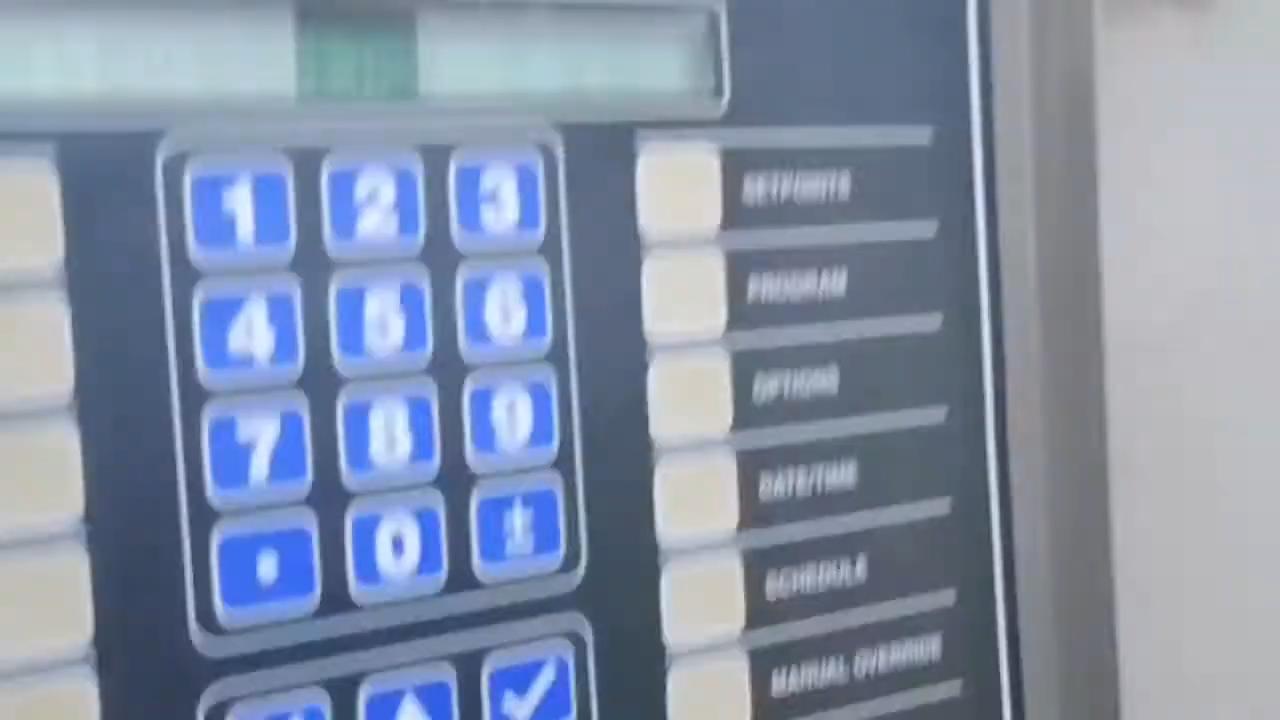 1 2 3
SETPOINTS
4 5 6
PROGRAM
7 8 9
OPTIONS
. 0 ±
DATE/TIME
SCHEDULE
MANUAL OVERRIDE